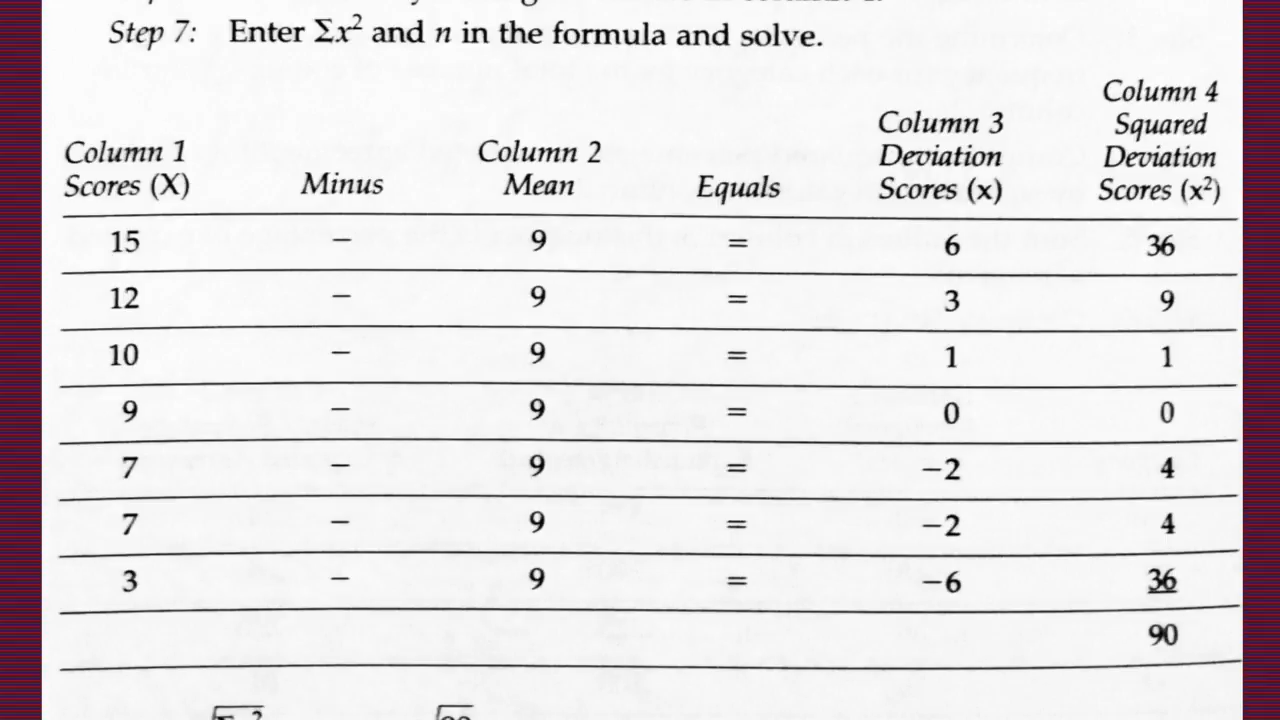 Step 7: Enter Σx² and n in the formula and solve.
Column 4
Column 3 Squared
Column 1 Column 2 Deviation Deviation
Scores (X) Minus Mean Equals Scores (x) Scores (x²)
15 − 9 = 6 36
12 − 9 = 3 9
10 − 9 = 1 1
9 − 9 = 0 0
7 − 9 = −2 4
7 − 9 = −2 4
3 − 9 = −6 36
90